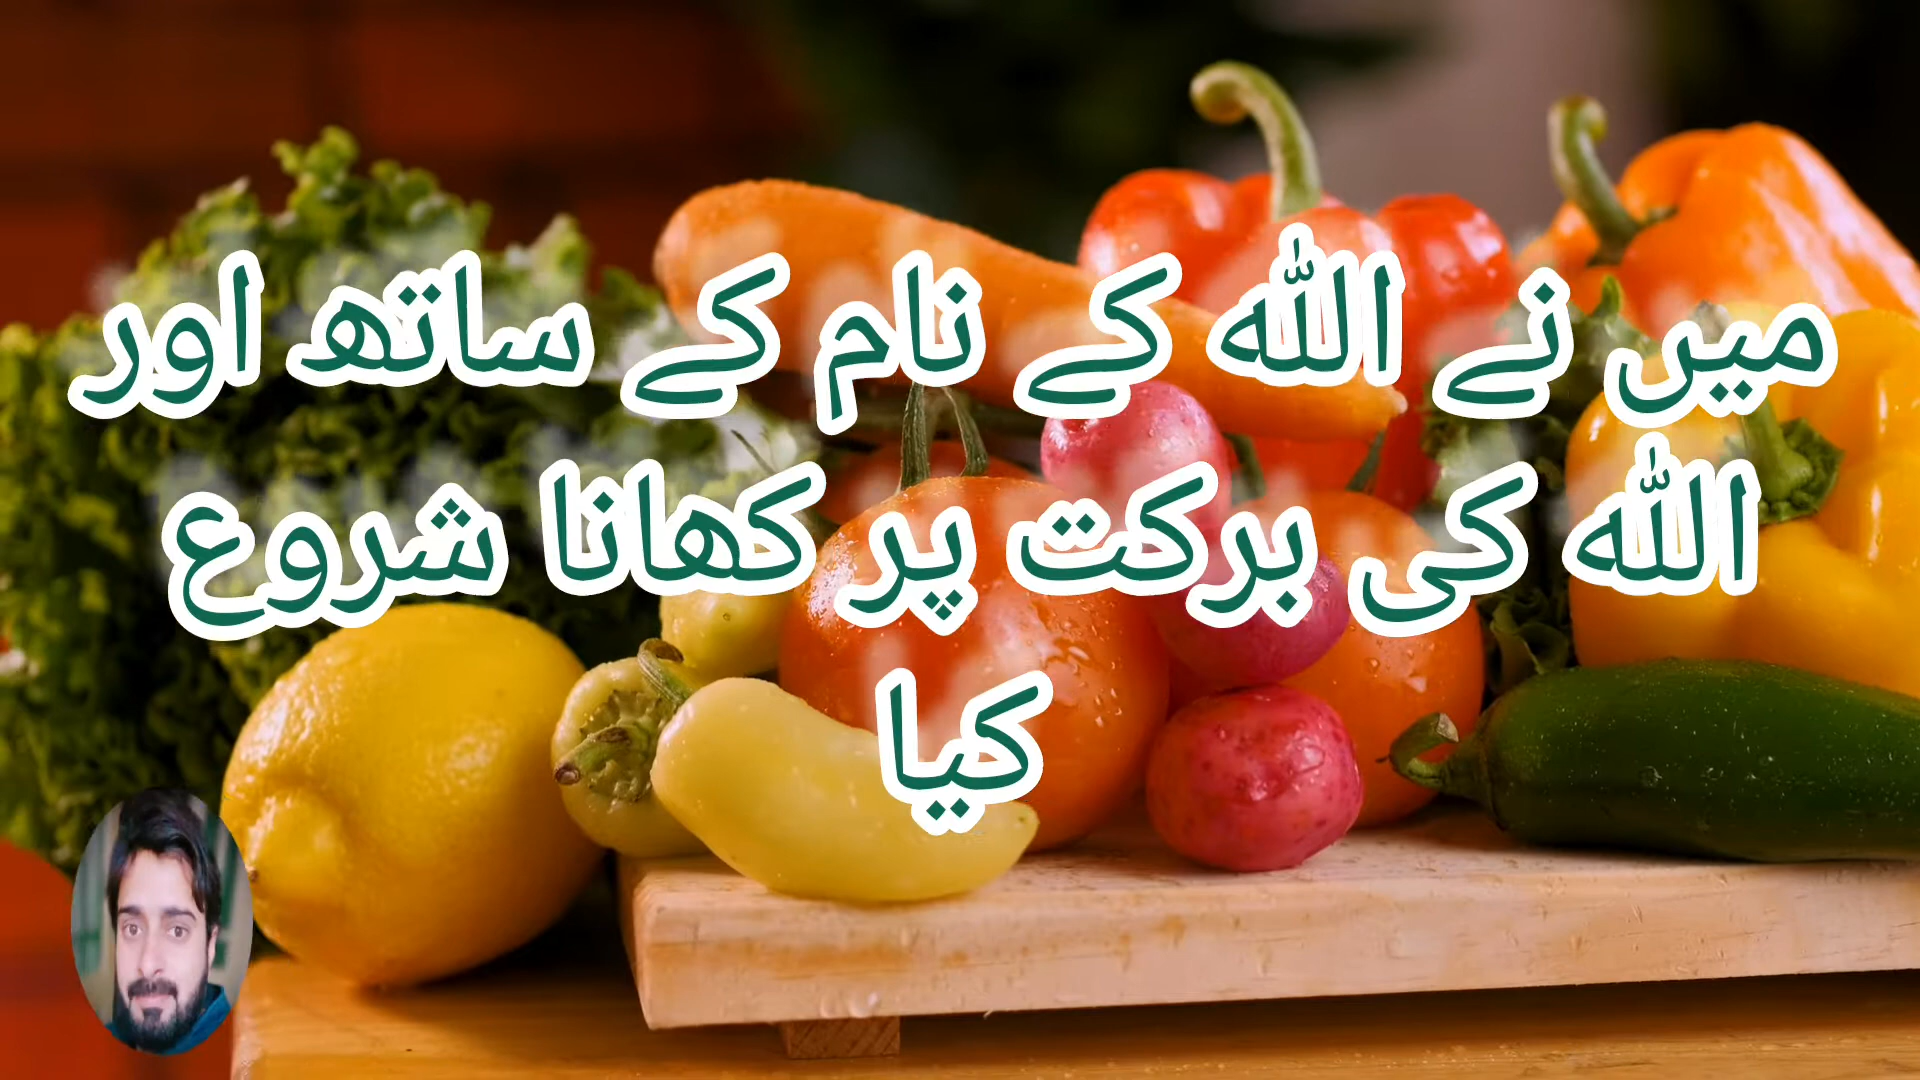 میں نے اللہ کے نام کے ساتھ اور
اللہ کی برکت پر کھانا شروع
کیا